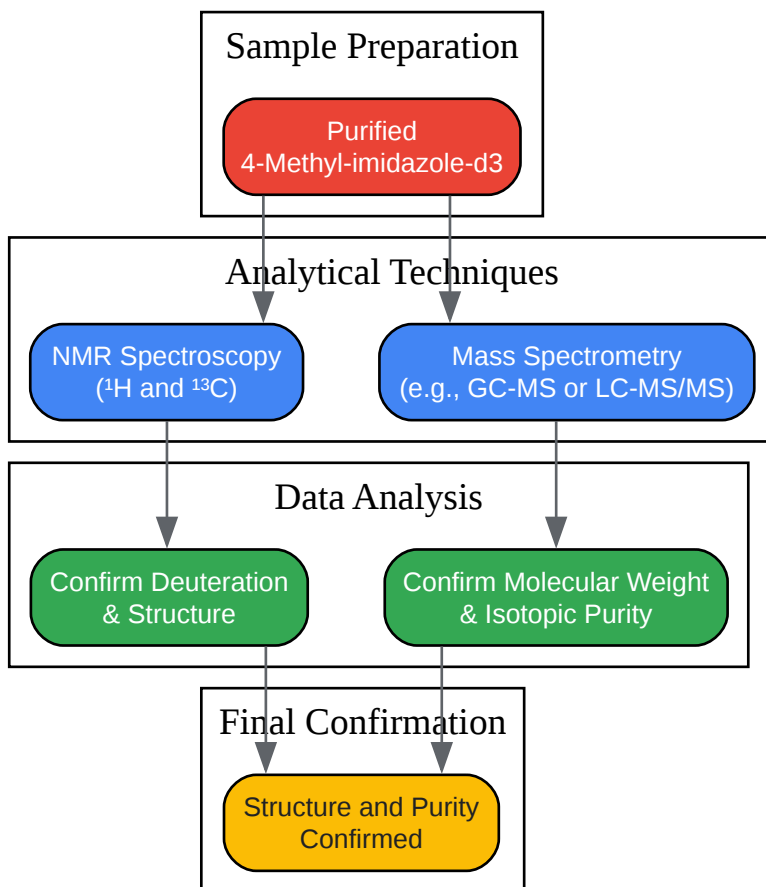 Sample Preparation
Purified
4-Methyl-imidazole-d3
Analytical Techniques
NMR Spectroscopy
(¹H and ¹³C)
Mass Spectrometry
(e.g., GC-MS or LC-MS/MS)
Data Analysis
Confirm Deuteration
& Structure
Confirm Molecular Weight
& Isotopic Purity
Final Confirmation
Structure and Purity
Confirmed